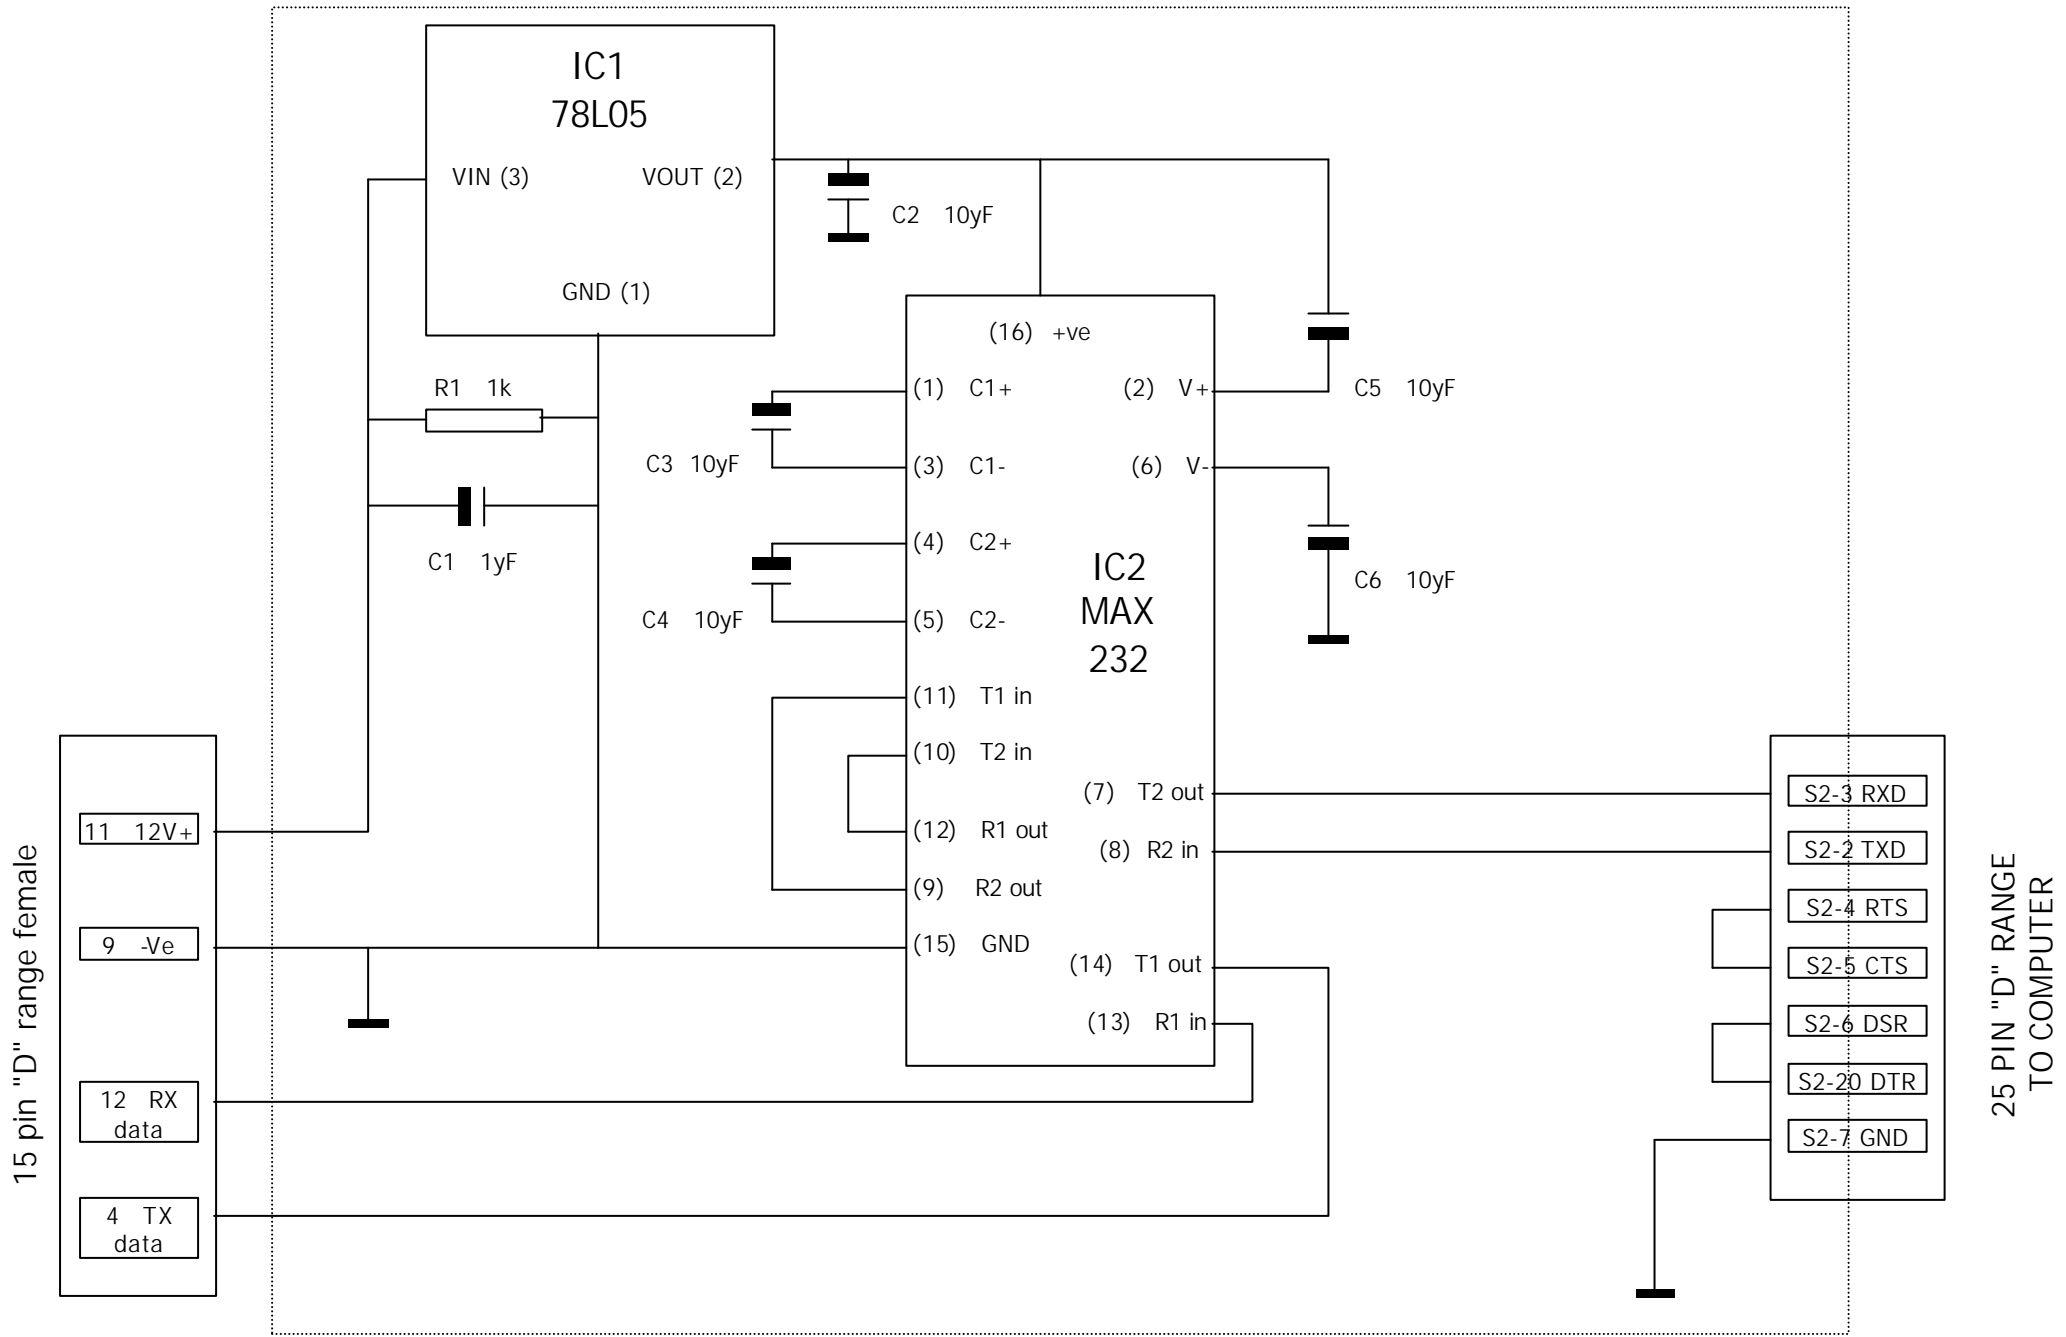 IC1
78L05
VIN (3)
VOUT (2)
GND (1)
C2 10yF
R1 1k
C1 1yF
(16) +ve
(1) C1+
(2) V+
C5 10yF
C3 10yF
(3) C1-
(6) V-
(4) C2+
C4 10yF
(5) C2-
IC2
MAX
232
C6 10yF
(11) T1 in
(10) T2 in
(7) T2 out
(12) R1 out
(8) R2 in
(9) R2 out
(15) GND
(14) T1 out
(13) R1 in
15 pin "D" range female
11 12V+
9 -Ve
12 RX
data
4 TX
data
S2-3 RXD
S2-2 TXD
S2-4 RTS
S2-5 CTS
S2-6 DSR
S2-20 DTR
S2-7 GND
25 PIN "D" RANGE
TO COMPUTER